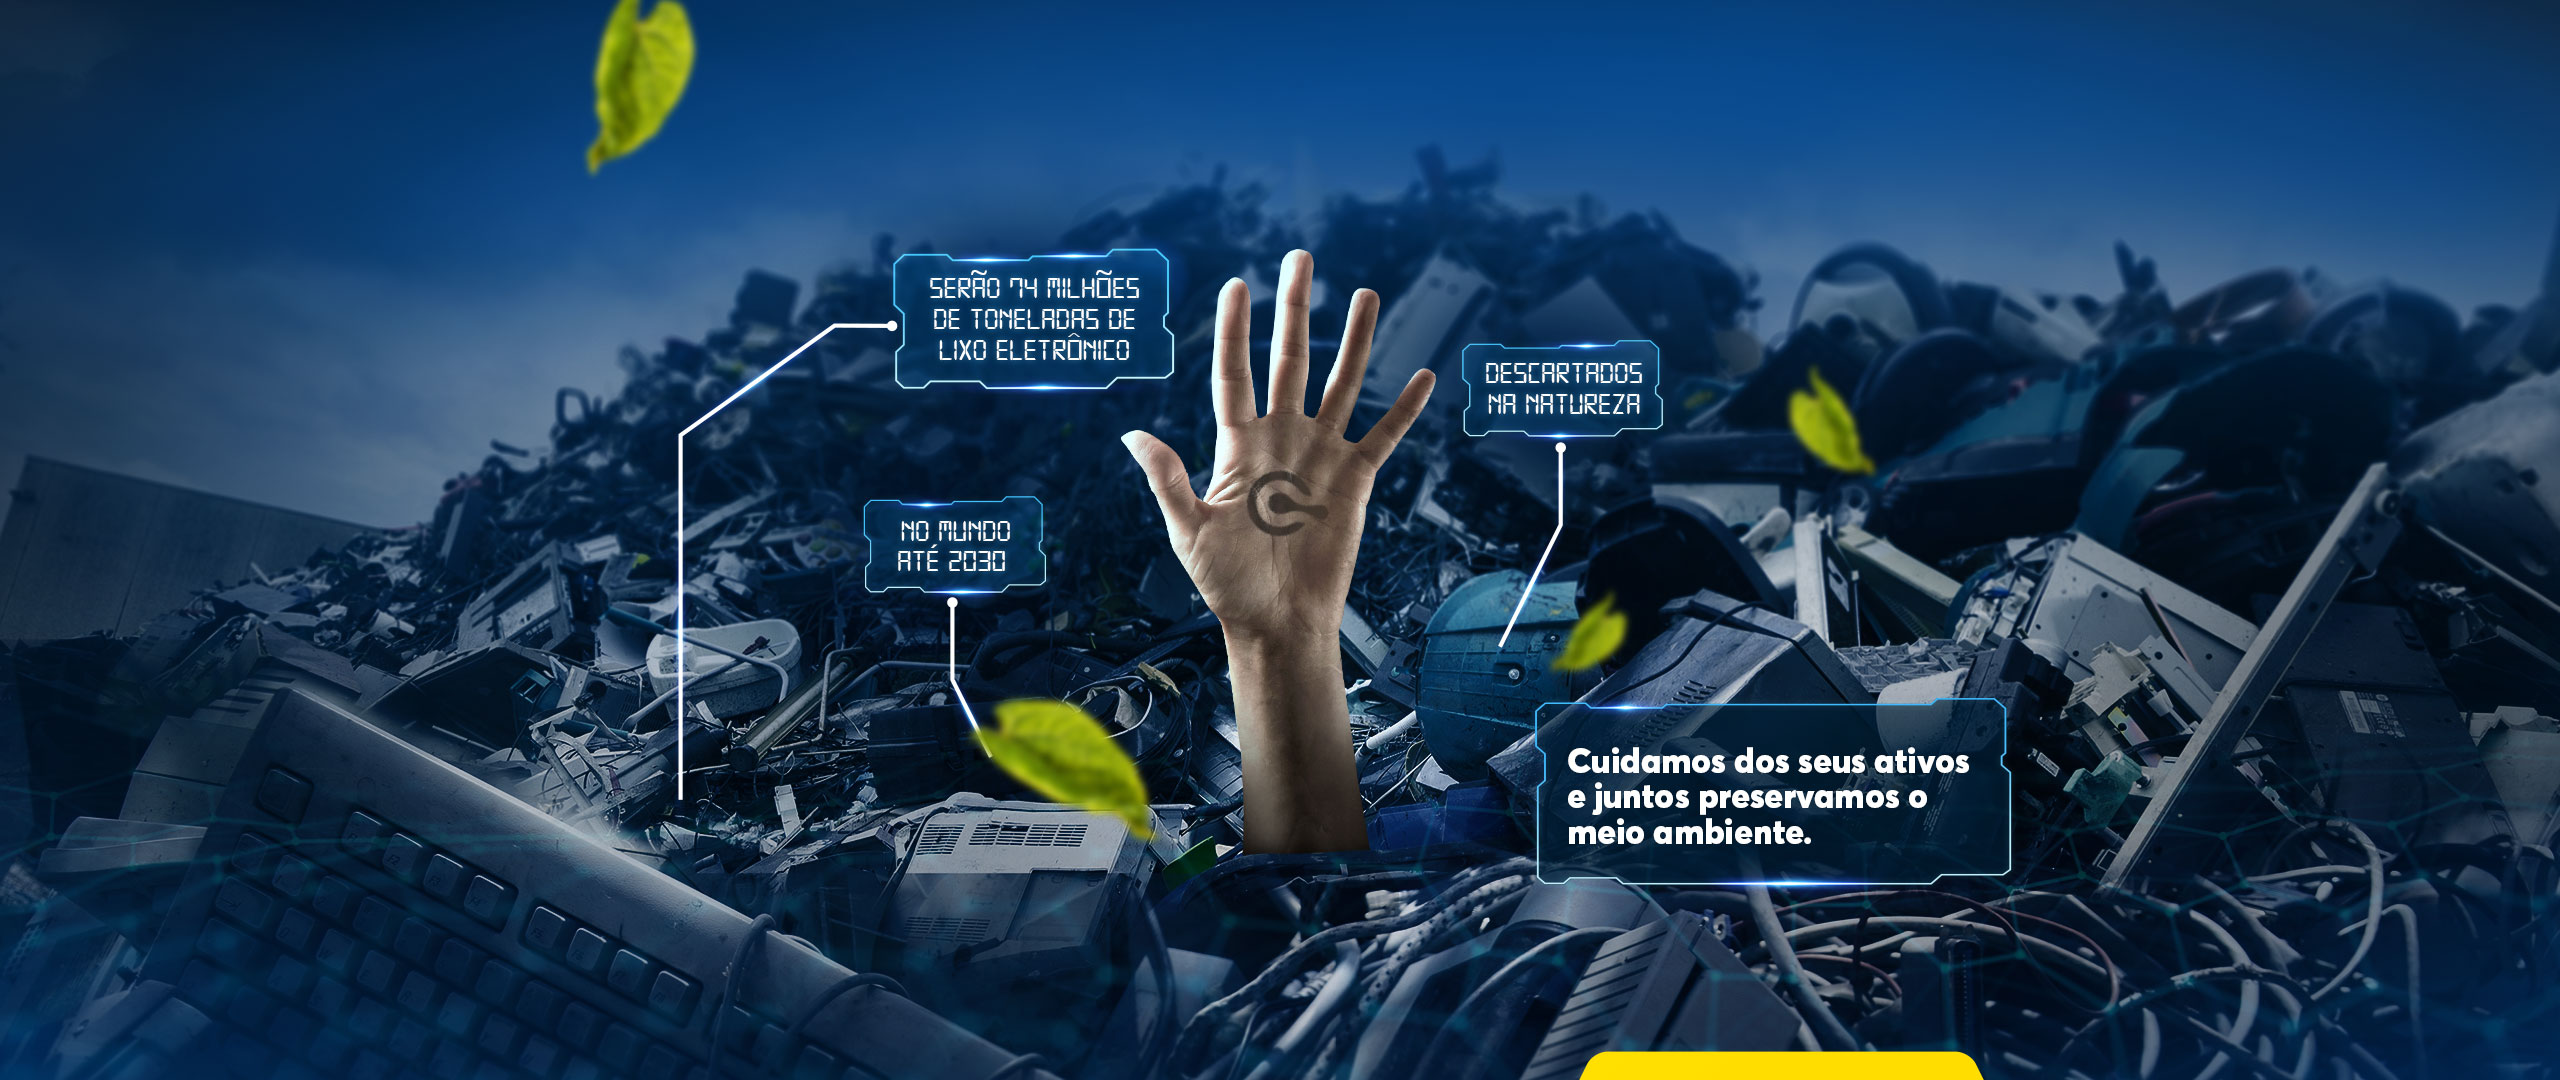 SERÃO 74 MILHÕES
DE TONELADAS DE
LIXO ELETRÔNICO
DESCARTADOS
NA NATUREZA
NO MUNDO
ATÉ 2030
Cuidamos dos seus ativos
e juntos preservamos o
meio ambiente.